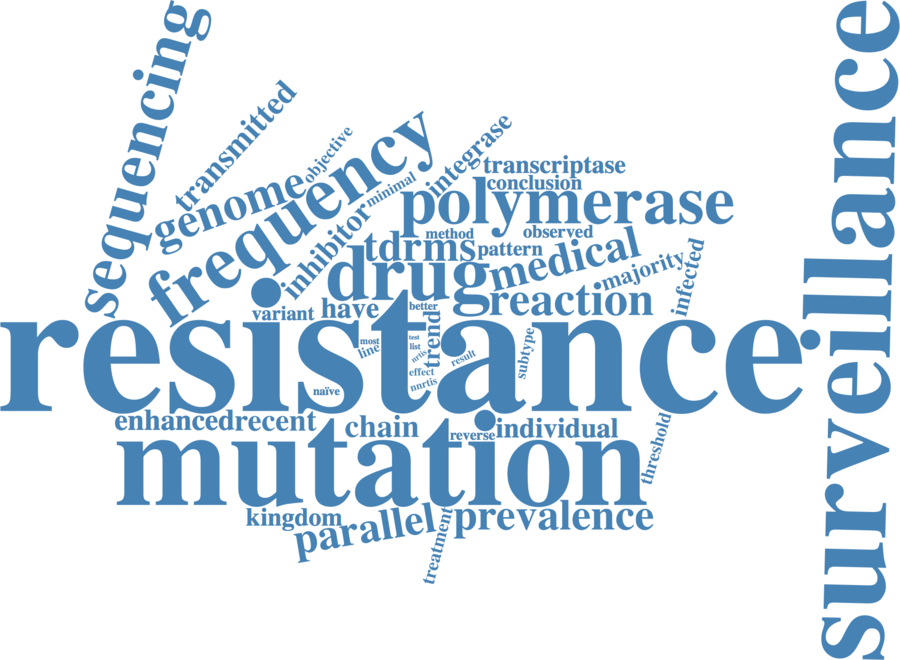 sequencing
surveillance
transmitted
objective
frequency
integrase
transcriptase
genome
minimal
conclusion
polymerase
inhibitor
method
observed
tdrms
pattern
medical
drug
majority
infected
reaction
variant
have
better
resistance
most
line
test
list
trend
nrtis
result
subtype
effect
nnrtis
naïve
enhanced
recent
chain
reverse
individual
mutation
threshold
kingdom
parallel
prevalence
treatment